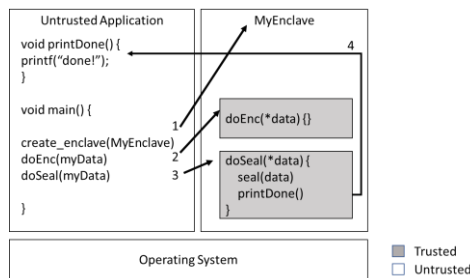 Untrusted Application
void printDone() {
printf(“done!”);
}
void main() {
create_enclave(MyEnclave)
doEnc(myData)
doSeal(myData)
}
1
2
3
MyEnclave
4
doEnc(*data) {}
doSeal(*data) {
seal(data)
printDone()
}
Operating System
Trusted
Untrusted